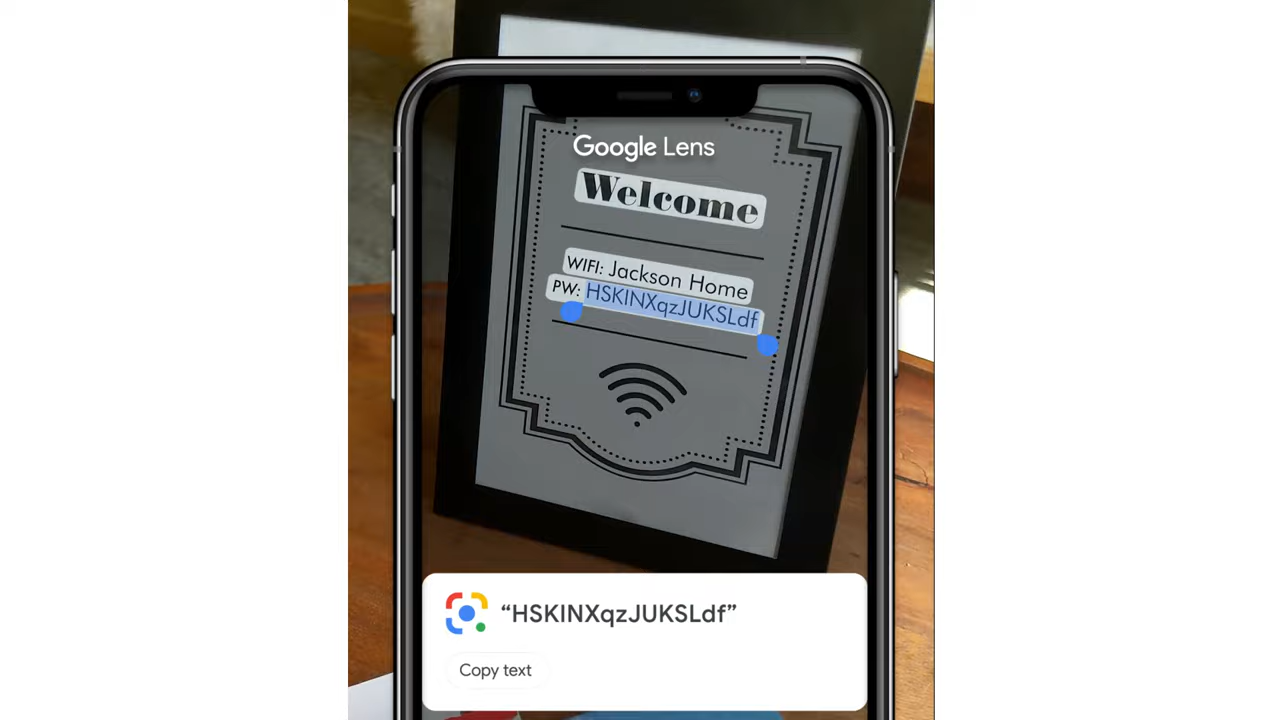 Google Lens
Welcome
WIFI: Jackson Home
PW: HSKINXqzJUKSLdf
“HSKINXqzJUKSLdf”
Copy text